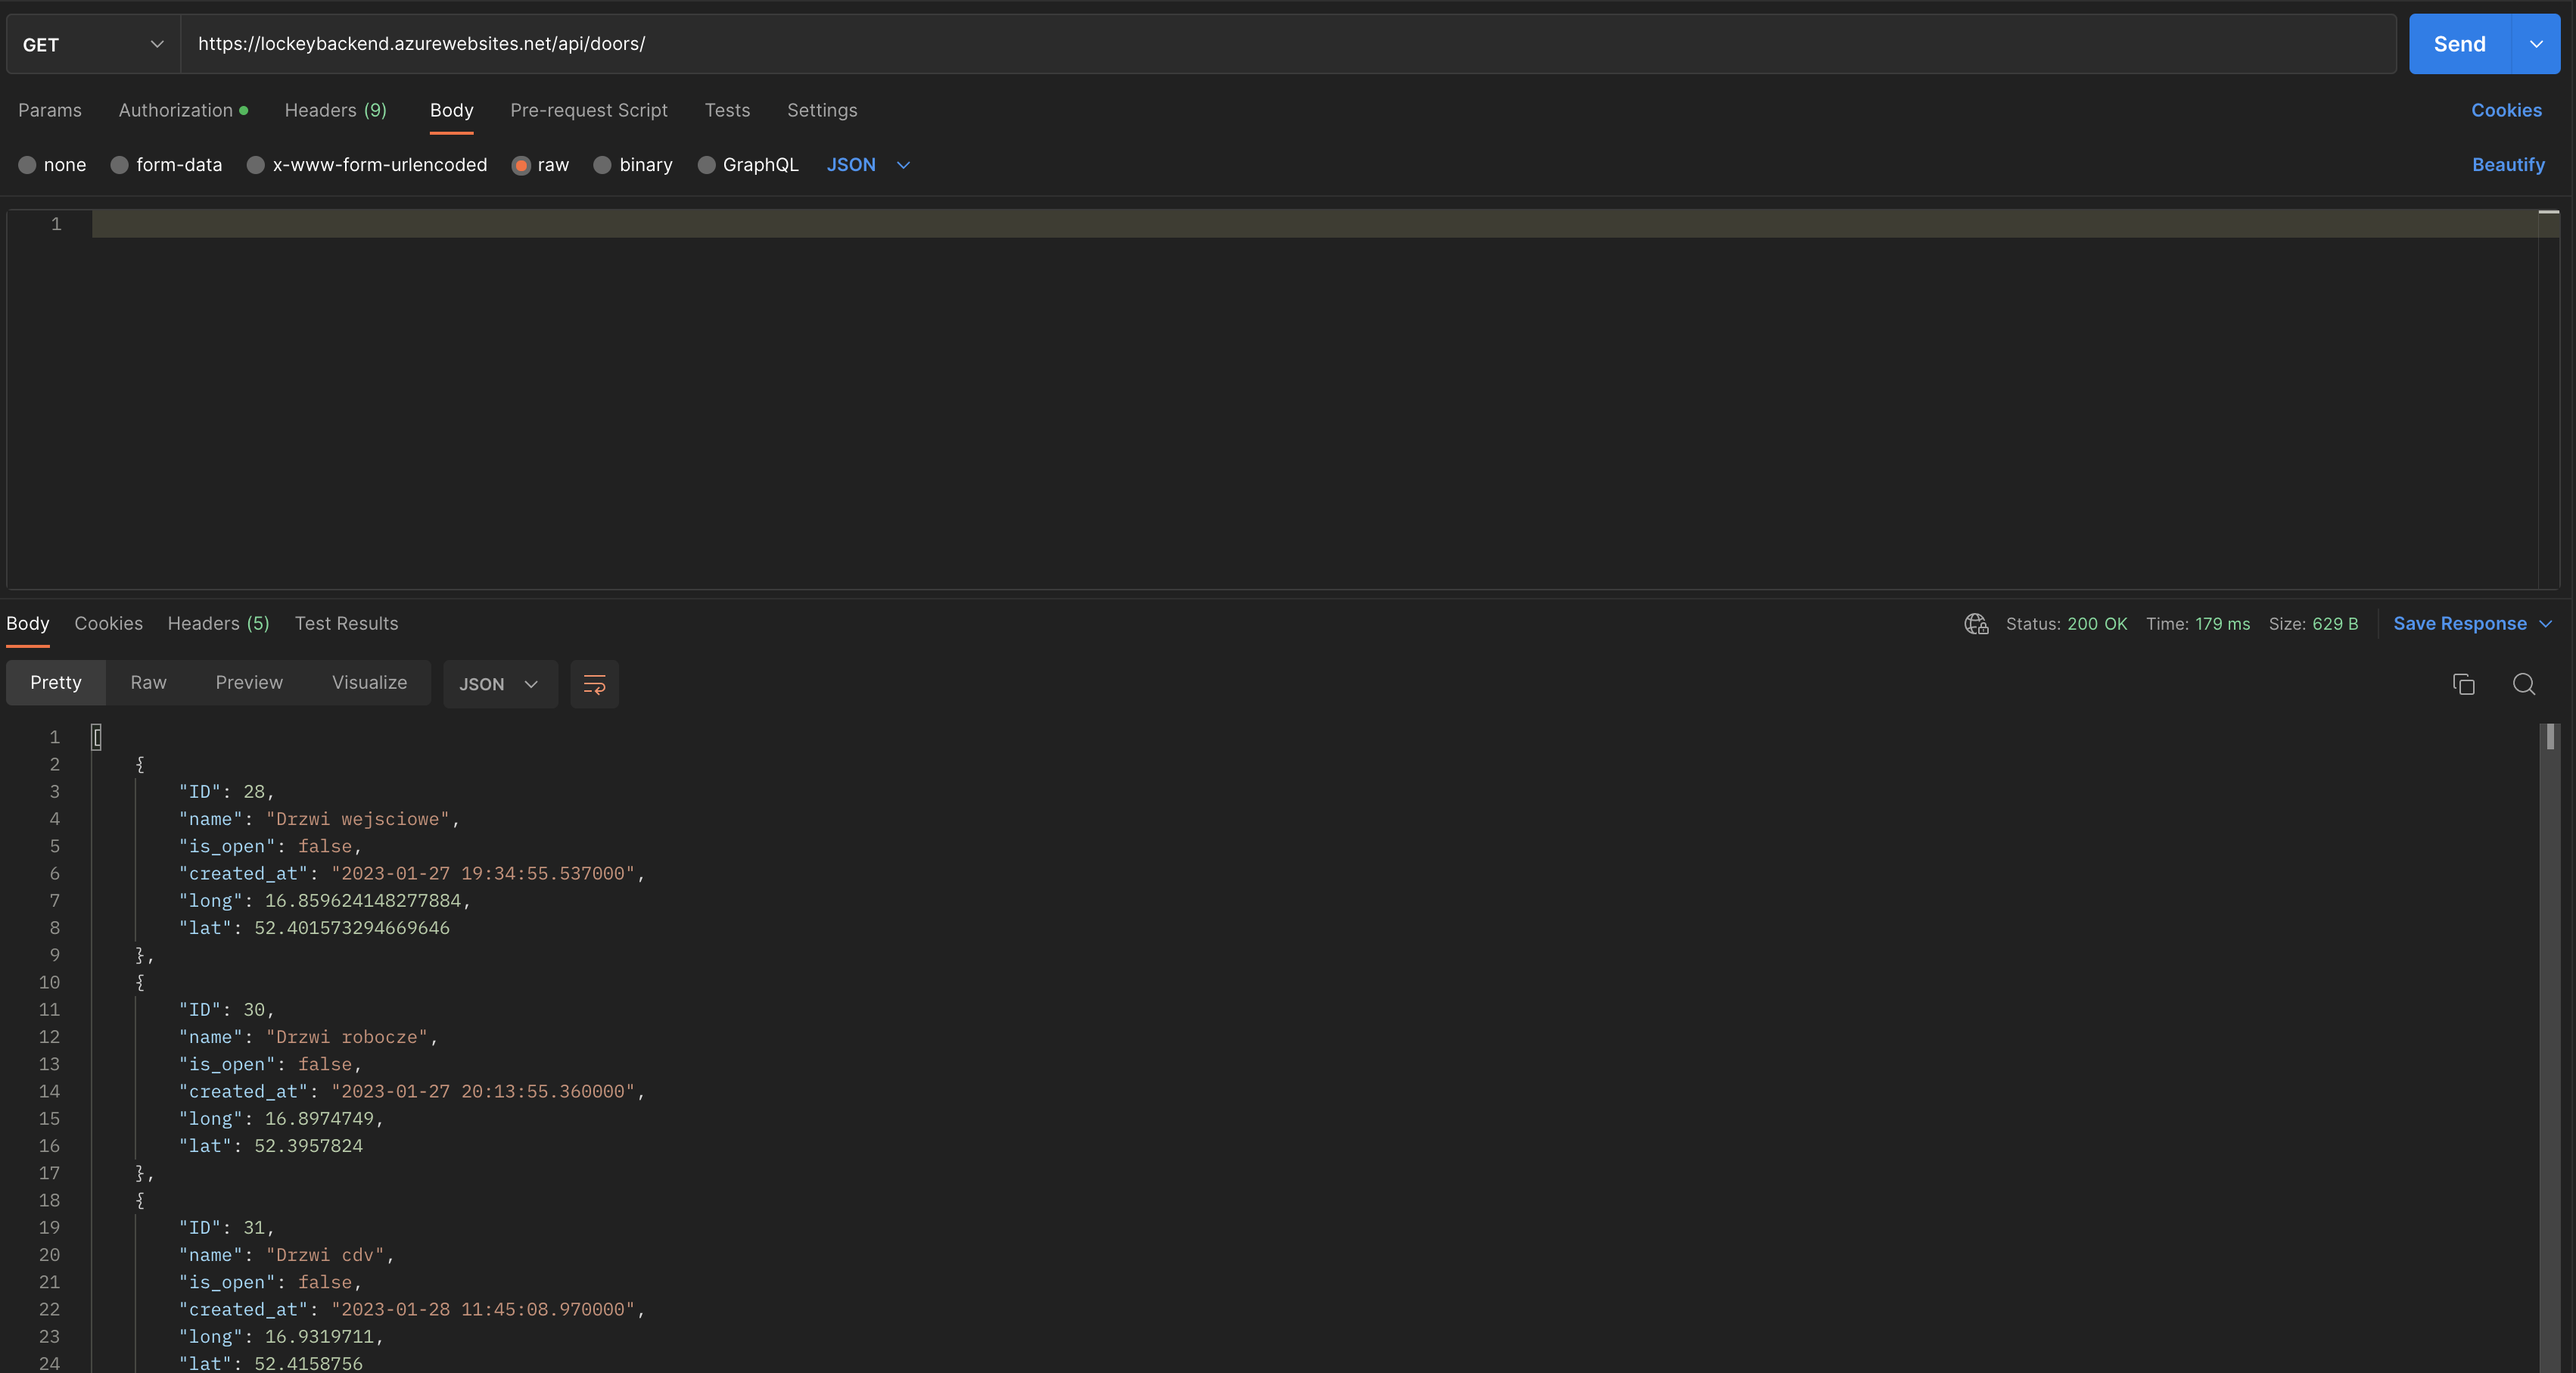 GET https://lockeybackend.azurewebsites.net/api/doors/ Send
Params Authorization Headers (9) Body Pre-request Script Tests Settings Cookies
none form-data x-www-form-urlencoded raw binary GraphQL JSON Beautify
1
Body Cookies Headers (5) Test Results Status: 200 OK Time: 179 ms Size: 629 B Save Response
Pretty Raw Preview Visualize JSON
1 [
2 {
3 "ID": 28,
4 "name": "Drzwi wejsciowe",
5 "is_open": false,
6 "created_at": "2023-01-27 19:34:55.537000",
7 "long": 16.859624148277884,
8 "lat": 52.401573294669646
9 },
10 {
11 "ID": 30,
12 "name": "Drzwi robocze",
13 "is_open": false,
14 "created_at": "2023-01-27 20:13:55.360000",
15 "long": 16.8974749,
16 "lat": 52.3957824
17 },
18 {
19 "ID": 31,
20 "name": "Drzwi cdv",
21 "is_open": false,
22 "created_at": "2023-01-28 11:45:08.970000",
23 "long": 16.9319711,
24 "lat": 52.4158756